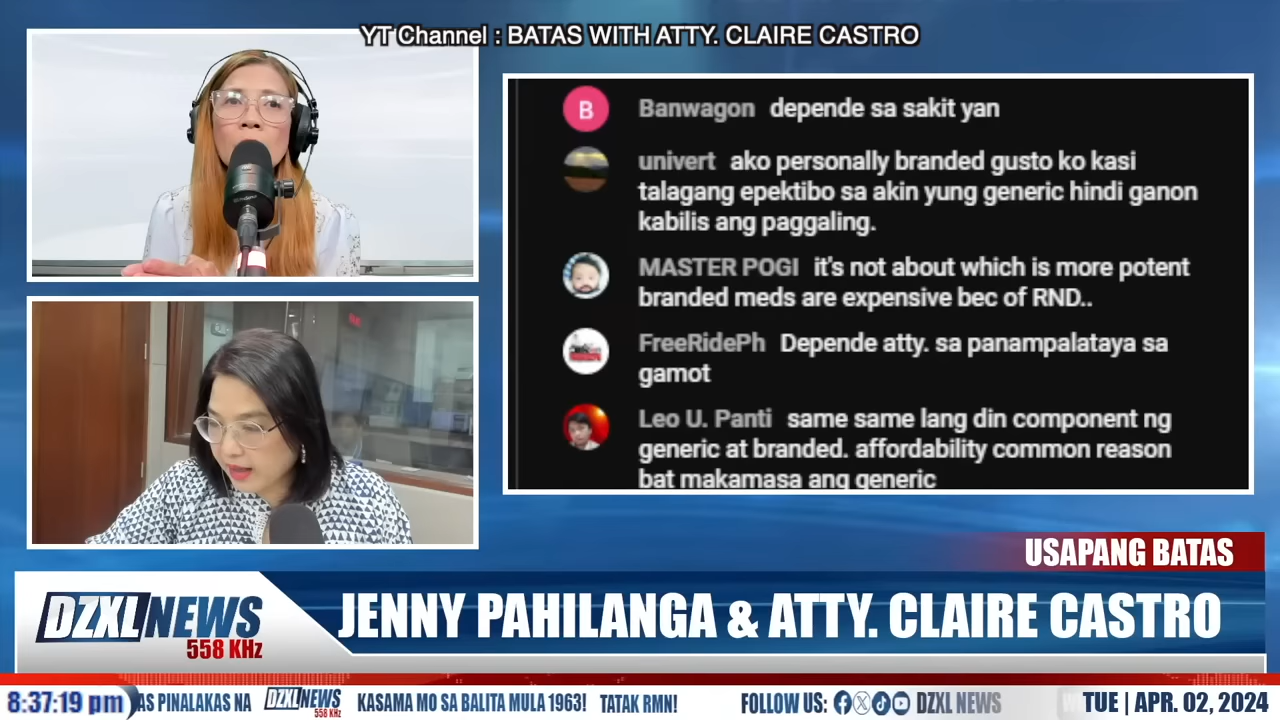 YT Channel : BATAS WITH ATTY. CLAIRE CASTRO
B
Banwagon depende sa sakit yan
univert ako personally branded gusto ko kasi
talagang epektibo sa akin yung generic hindi ganon
kabilis ang paggaling.
MASTER POGI it's not about which is more potent
branded meds are expensive bec of RND..
FreeRidePh Depende atty. sa panampalataya sa
gamot
Leo U. Panti same same lang din component ng
generic at branded. affordability common reason
bat makamasa ang generic
USAPANG BATAS
DZXL NEWS
558 KHz
JENNY PAHILANGA & ATTY. CLAIRE CASTRO
8:37:19 pm
AS PINALAKAS NA DZXL NEWS 558 KHz KASAMA MO SA BALITA MULA 1963! TATAK RMN!
FOLLOW US: DZXL NEWS
TUE | APR. 02, 2024